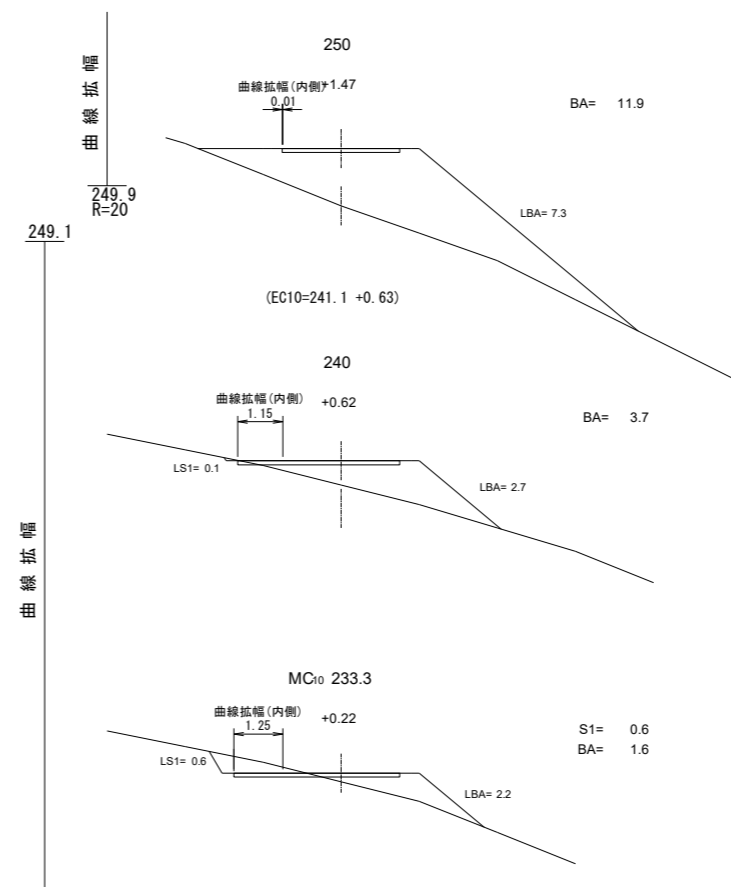 曲線拡幅
250
曲線拡幅(内側)
+1.47
0.01
BA= 11.9
LBA= 7.3
249.9
R=20
249.1
(EC10=241.1 +0.63)
240
曲線拡幅(内側)
+0.62
1.15
BA= 3.7
LS1= 0.1
LBA= 2.7
曲線拡幅
MC10 233.3
曲線拡幅(内側)
+0.22
1.25
S1= 0.6
BA= 1.6
LS1= 0.6
LBA= 2.2